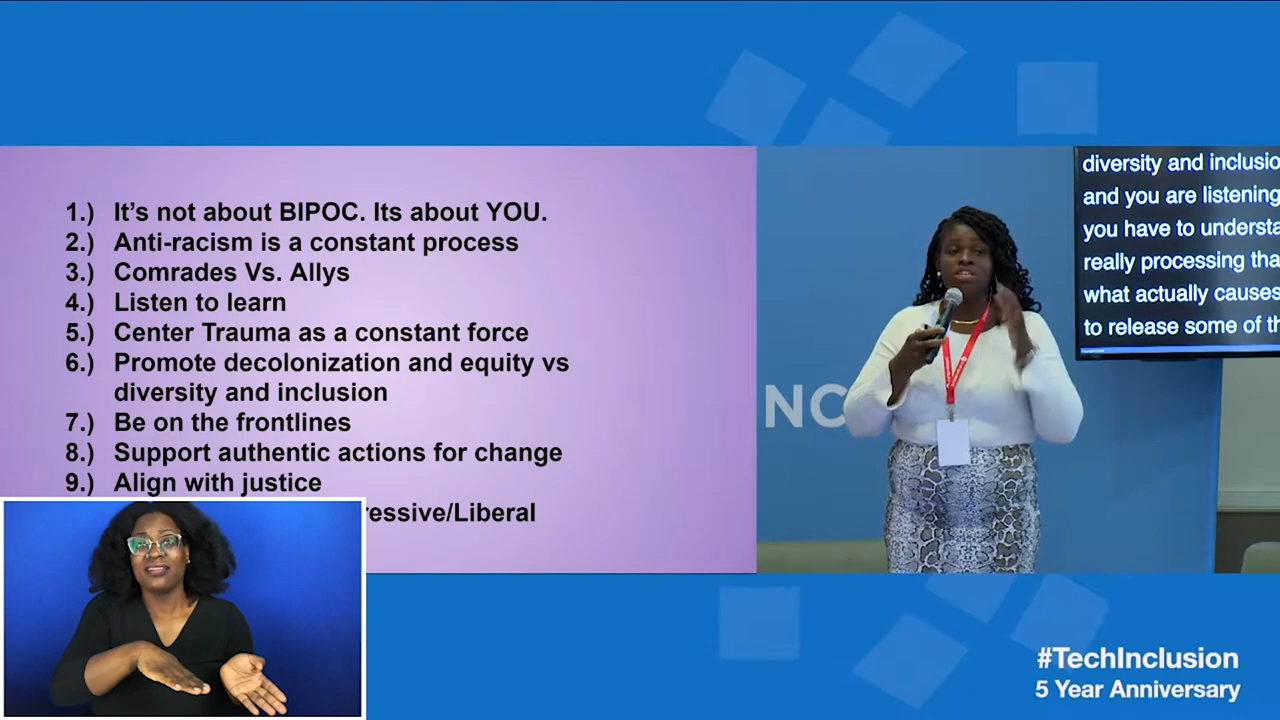 1.) It’s not about BIPOC. Its about YOU.
2.) Anti-racism is a constant process
3.) Comrades Vs. Allys
4.) Listen to learn
5.) Center Trauma as a constant force
6.) Promote decolonization and equity vs
diversity and inclusion
7.) Be on the frontlines
8.) Support authentic actions for change
9.) Align with justice
ressive/Liberal
diversity and inclusio
and you are listening
you have to understa
really processing tha
what actually causes
to release some of th
NC
#TechInclusion
5 Year Anniversary